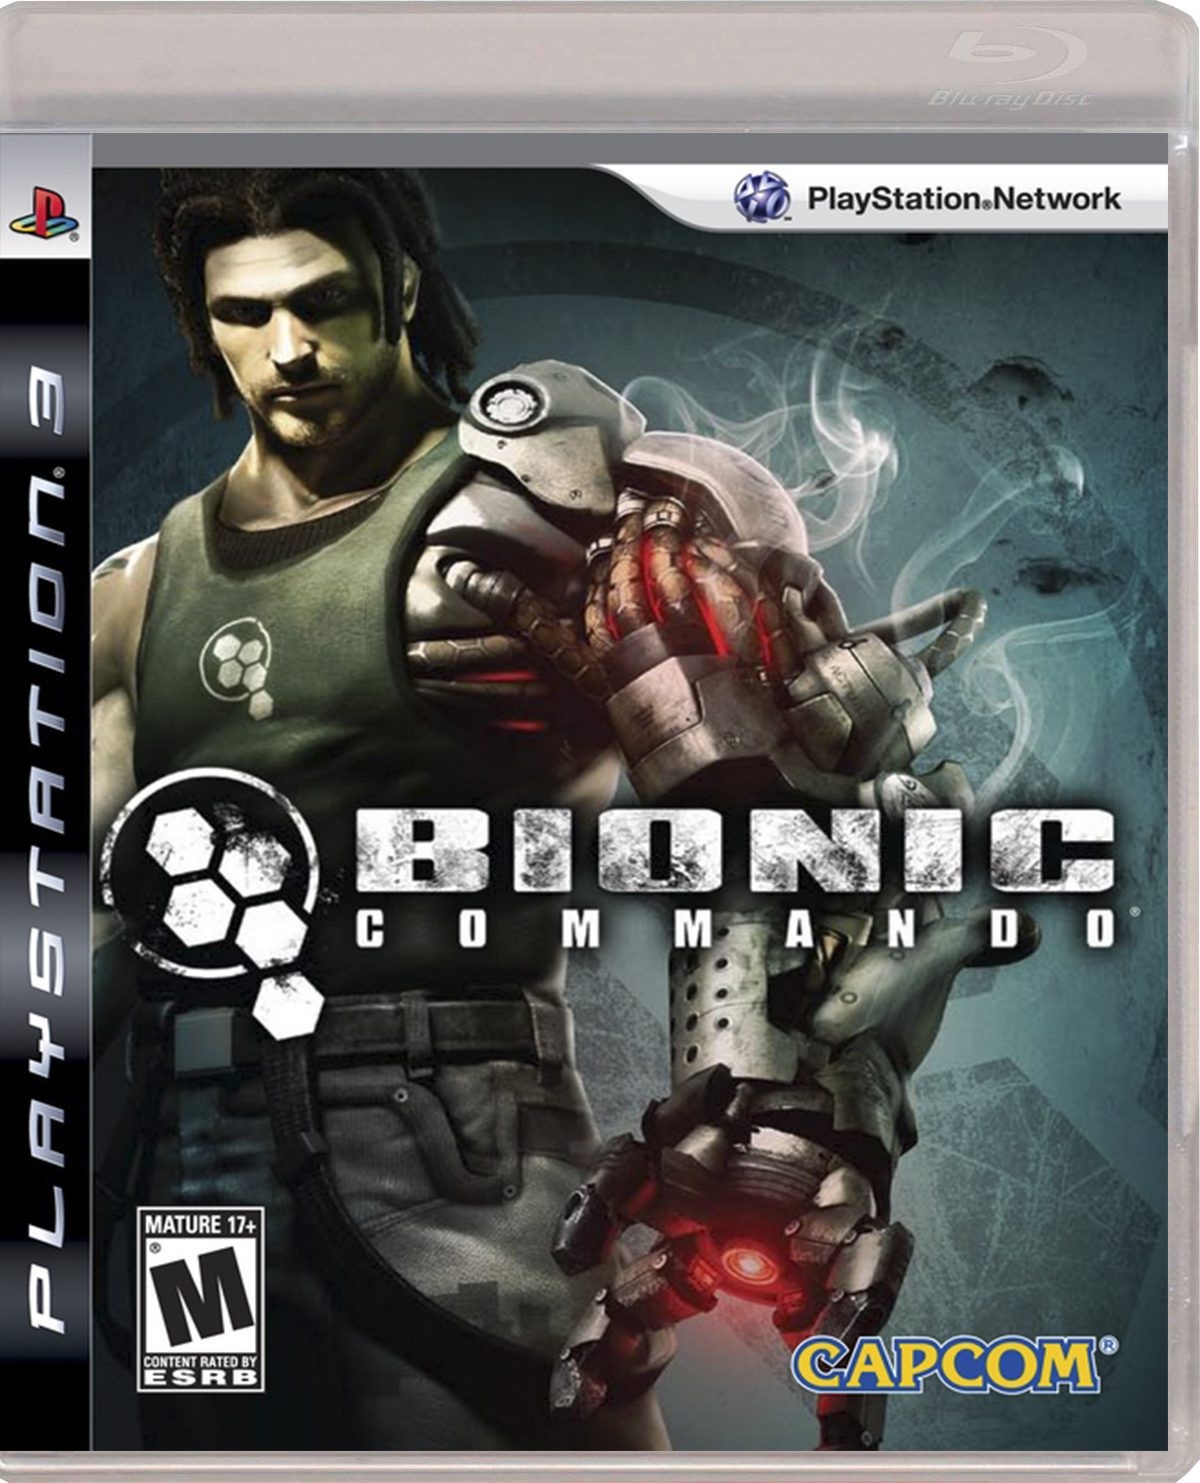 Blu-ray Disc
PlayStation®Network
PLAYSTATION®3
BIONIC
COMMANDO®
MATURE 17+
M®
CONTENT RATED BY
ESRB
CAPCOM®